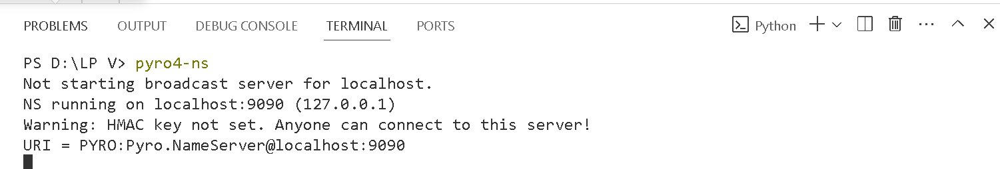 PROBLEMS OUTPUT DEBUG CONSOLE TERMINAL PORTS Python
PS D:\LP V> pyro4-ns
Not starting broadcast server for localhost.
NS running on localhost:9090 (127.0.0.1)
Warning: HMAC key not set. Anyone can connect to this server!
URI = PYRO:Pyro.NameServer@localhost:9090